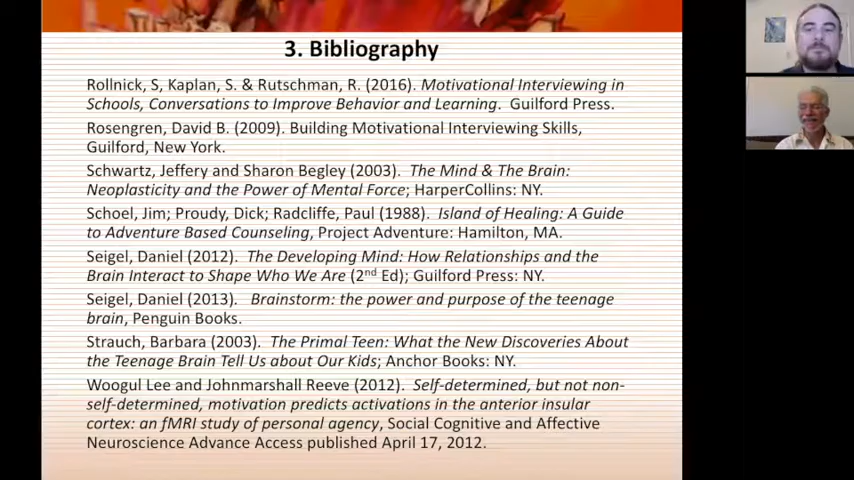 3. Bibliography
Rollnick, S, Kaplan, S. & Rutschman, R. (2016). Motivational Interviewing in
Schools, Conversations to Improve Behavior and Learning. Guilford Press.
Rosengren, David B. (2009). Building Motivational Interviewing Skills,
Guilford, New York.
Schwartz, Jeffery and Sharon Begley (2003). The Mind & The Brain:
Neoplasticity and the Power of Mental Force; HarperCollins: NY.
Schoel, Jim; Proudy, Dick; Radcliffe, Paul (1988). Island of Healing: A Guide
to Adventure Based Counseling, Project Adventure: Hamilton, MA.
Seigel, Daniel (2012). The Developing Mind: How Relationships and the
Brain Interact to Shape Who We Are (2nd Ed); Guilford Press: NY.
Seigel, Daniel (2013). Brainstorm: the power and purpose of the teenage
brain, Penguin Books.
Strauch, Barbara (2003). The Primal Teen: What the New Discoveries About
the Teenage Brain Tell Us about Our Kids; Anchor Books: NY.
Woogul Lee and Johnmarshall Reeve (2012). Self-determined, but not non-
self-determined, motivation predicts activations in the anterior insular
cortex: an fMRI study of personal agency, Social Cognitive and Affective
Neuroscience Advance Access published April 17, 2012.